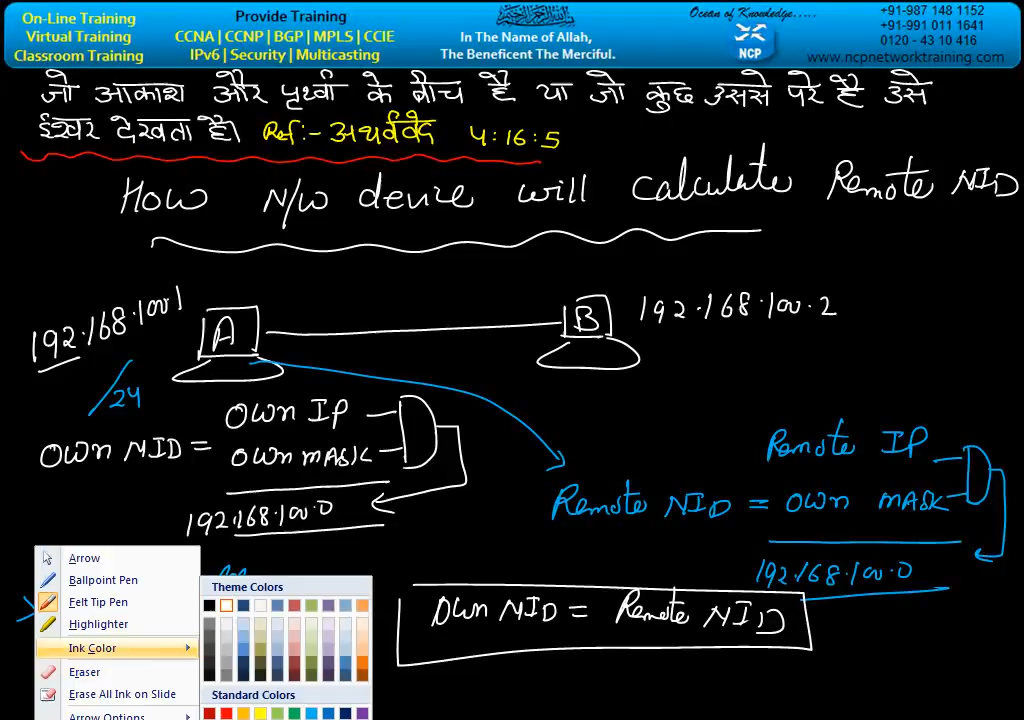 On-Line Training
Virtual Training
Classroom Training
Provide Training
CCNA | CCNP | BGP | MPLS | CCIE
IPv6 | Security | Multicasting
In The Name of Allah,
The Beneficent The Merciful.
Ocean of Knowledge.....
NCP
+91-987 148 1152
+91-991 011 1641
0120 - 43 10 416
www.ncpnetworktraining.com
जो आकाश और पृथ्वी के बीच है या जो कुछ उससे परे है उसे
ईश्वर देखता है। Ref:- अथर्ववेद 4:16:5
How N/W device will calculate Remote NID
192.168.100.1
A
B
192.168.100.2
/24
Own IP
Own NID =
Own MASK
192.168.100.0
Remote IP
Remote NID = Own MASK
192.168.100.0
Own NID = Remote NID
Arrow
Ballpoint Pen
Felt Tip Pen
Highlighter
Ink Color
Eraser
Erase All Ink on Slide
Arrow Options
Theme Colors
Standard Colors